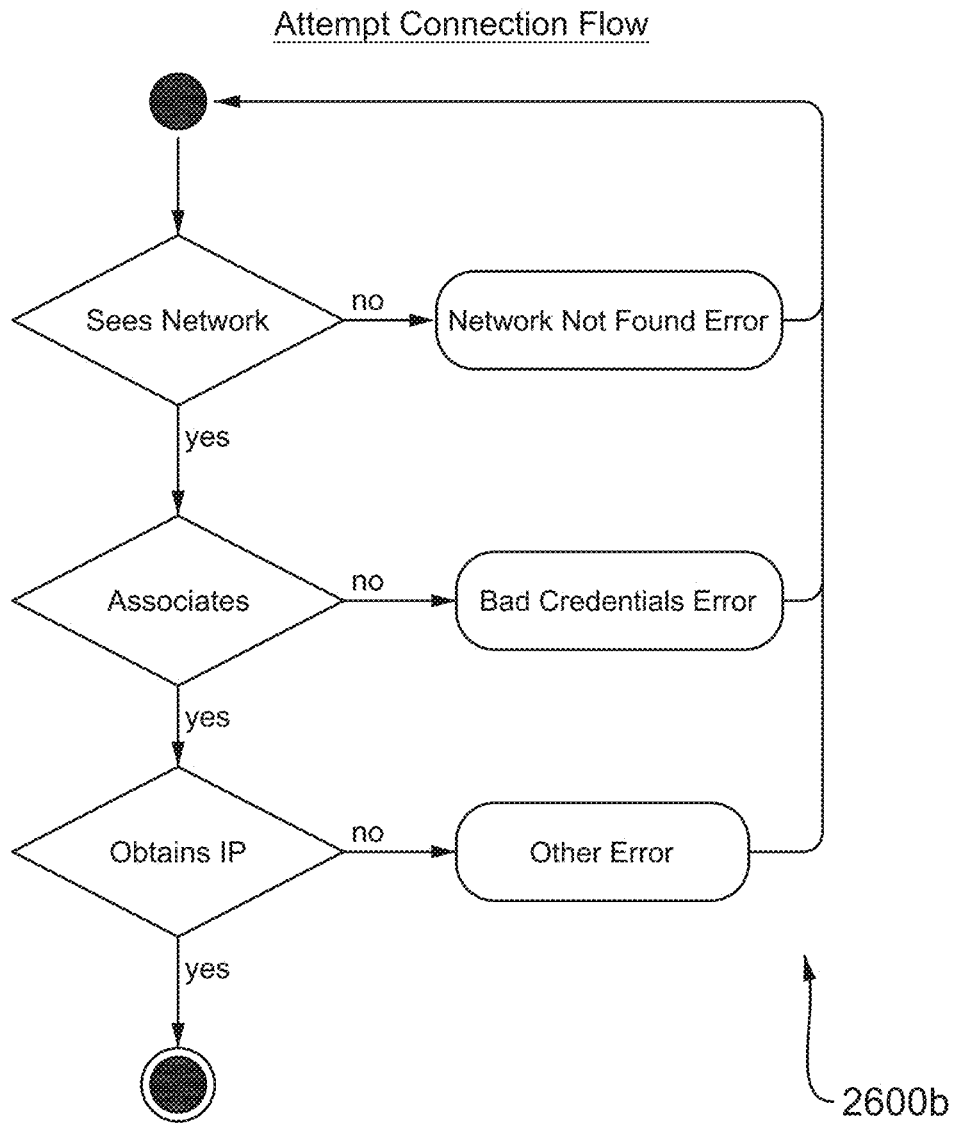 Attempt Connection Flow
Sees Network
no
Network Not Found Error
yes
Associates
no
Bad Credentials Error
yes
Obtains IP
no
Other Error
yes
2600b